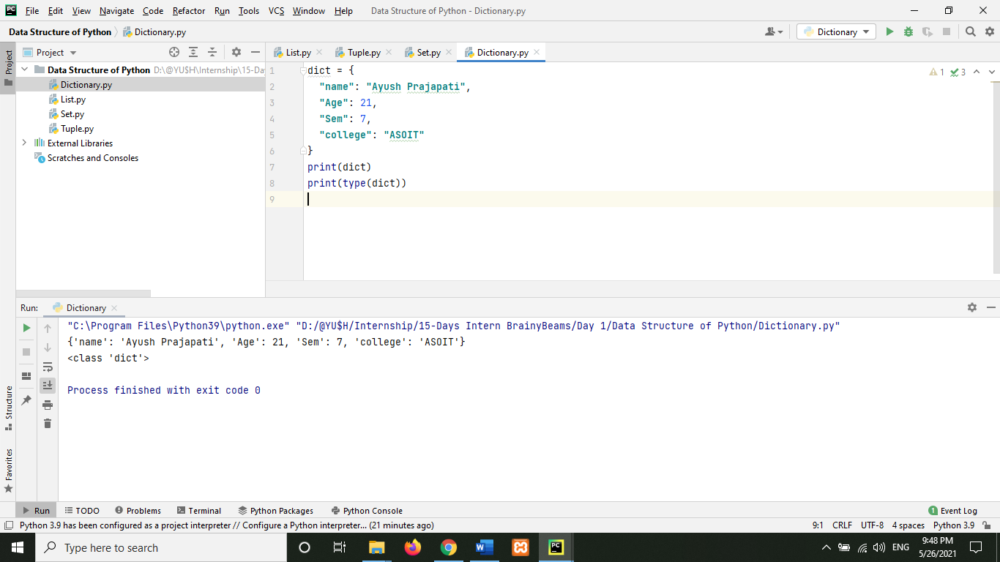 PC File Edit View Navigate Code Refactor Run Tools VCS Window Help Data Structure of Python - Dictionary.py
Data Structure of Python Dictionary.py Dictionary
Project Project List.py Tuple.py Set.py Dictionary.py
Data Structure of Python D:\@YU$H\Internship\15-Da
Dictionary.py
List.py
Set.py
Tuple.py
External Libraries
Scratches and Consoles
1 dict = { 1 3
2 "name": "Ayush Prajapati",
3 "Age": 21,
4 "Sem": 7,
5 "college": "ASOIT"
6 }
7 print(dict)
8 print(type(dict))
9
Run: Dictionary
"C:\Program Files\Python39\python.exe" "D:/@YU$H/Internship/15-Days Intern BrainyBeams/Day 1/Data Structure of Python/Dictionary.py"
{'name': 'Ayush Prajapati', 'Age': 21, 'Sem': 7, 'college': 'ASOIT'}
<class 'dict'>
Process finished with exit code 0
Structure
Favorites
Run TODO Problems Terminal Python Packages Python Console 1 Event Log
Python 3.9 has been configured as a project interpreter // Configure a Python interpreter... (21 minutes ago) 9:1 CRLF UTF-8 4 spaces Python 3.9
Type here to search W PC ENG 9:48 PM
5/26/2021